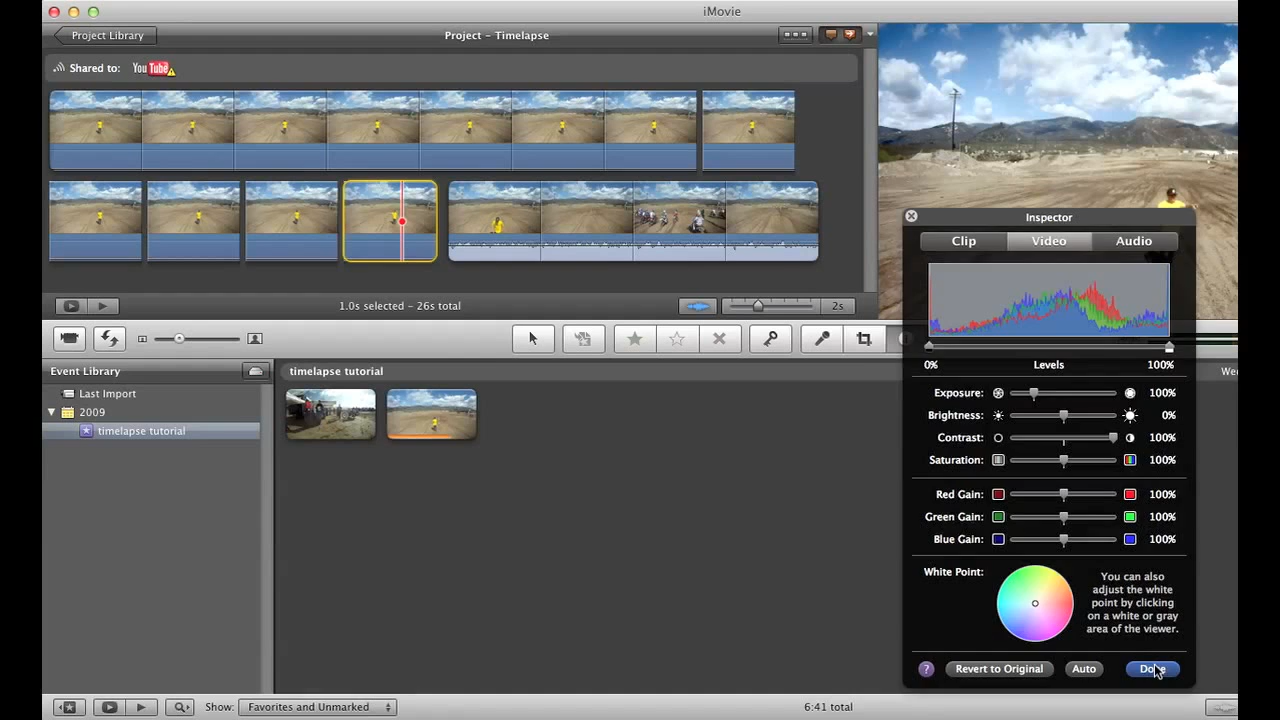 iMovie
Project Library
Project - Timelapse
Shared to: YouTube
1.0s selected - 26s total
2s
Event Library
timelapse tutorial
Last Import
2009
timelapse tutorial
Inspector
Clip Video Audio
0% Levels 100%
Exposure: 100%
Brightness: 0%
Contrast: 100%
Saturation: 100%
Red Gain: 100%
Green Gain: 100%
Blue Gain: 100%
White Point:
You can also
adjust the white
point by clicking
on a white or gray
area of the viewer.
? Revert to Original Auto Done
Show: Favorites and Unmarked
6:41 total